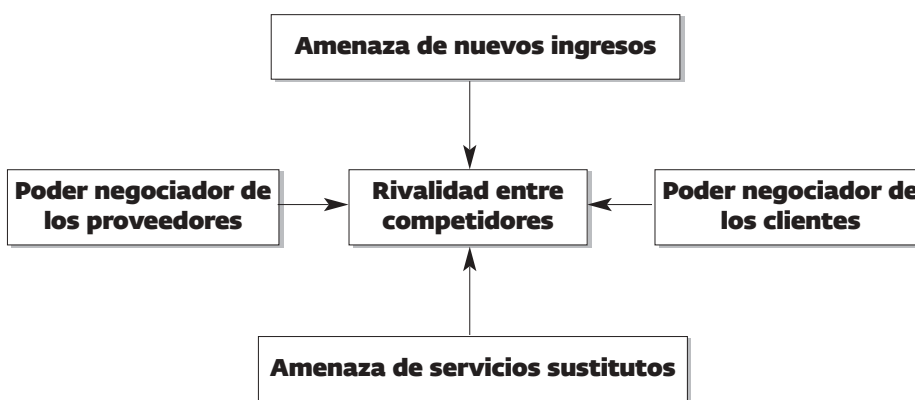 Amenaza de nuevos ingresos
Poder negociador de
los proveedores
Rivalidad entre
competidores
Poder negociador de
los clientes
Amenaza de servicios sustitutos